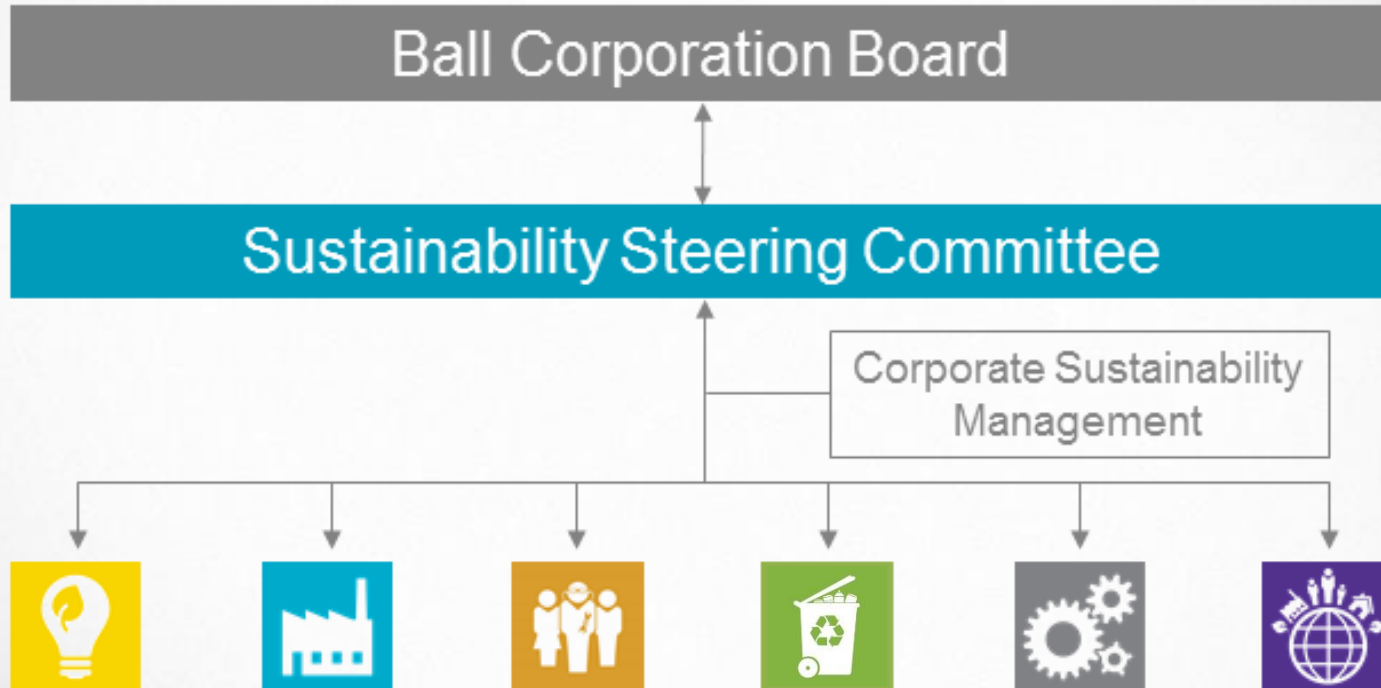 Ball Corporation Board
Sustainability Steering Committee
Corporate Sustainability
Management